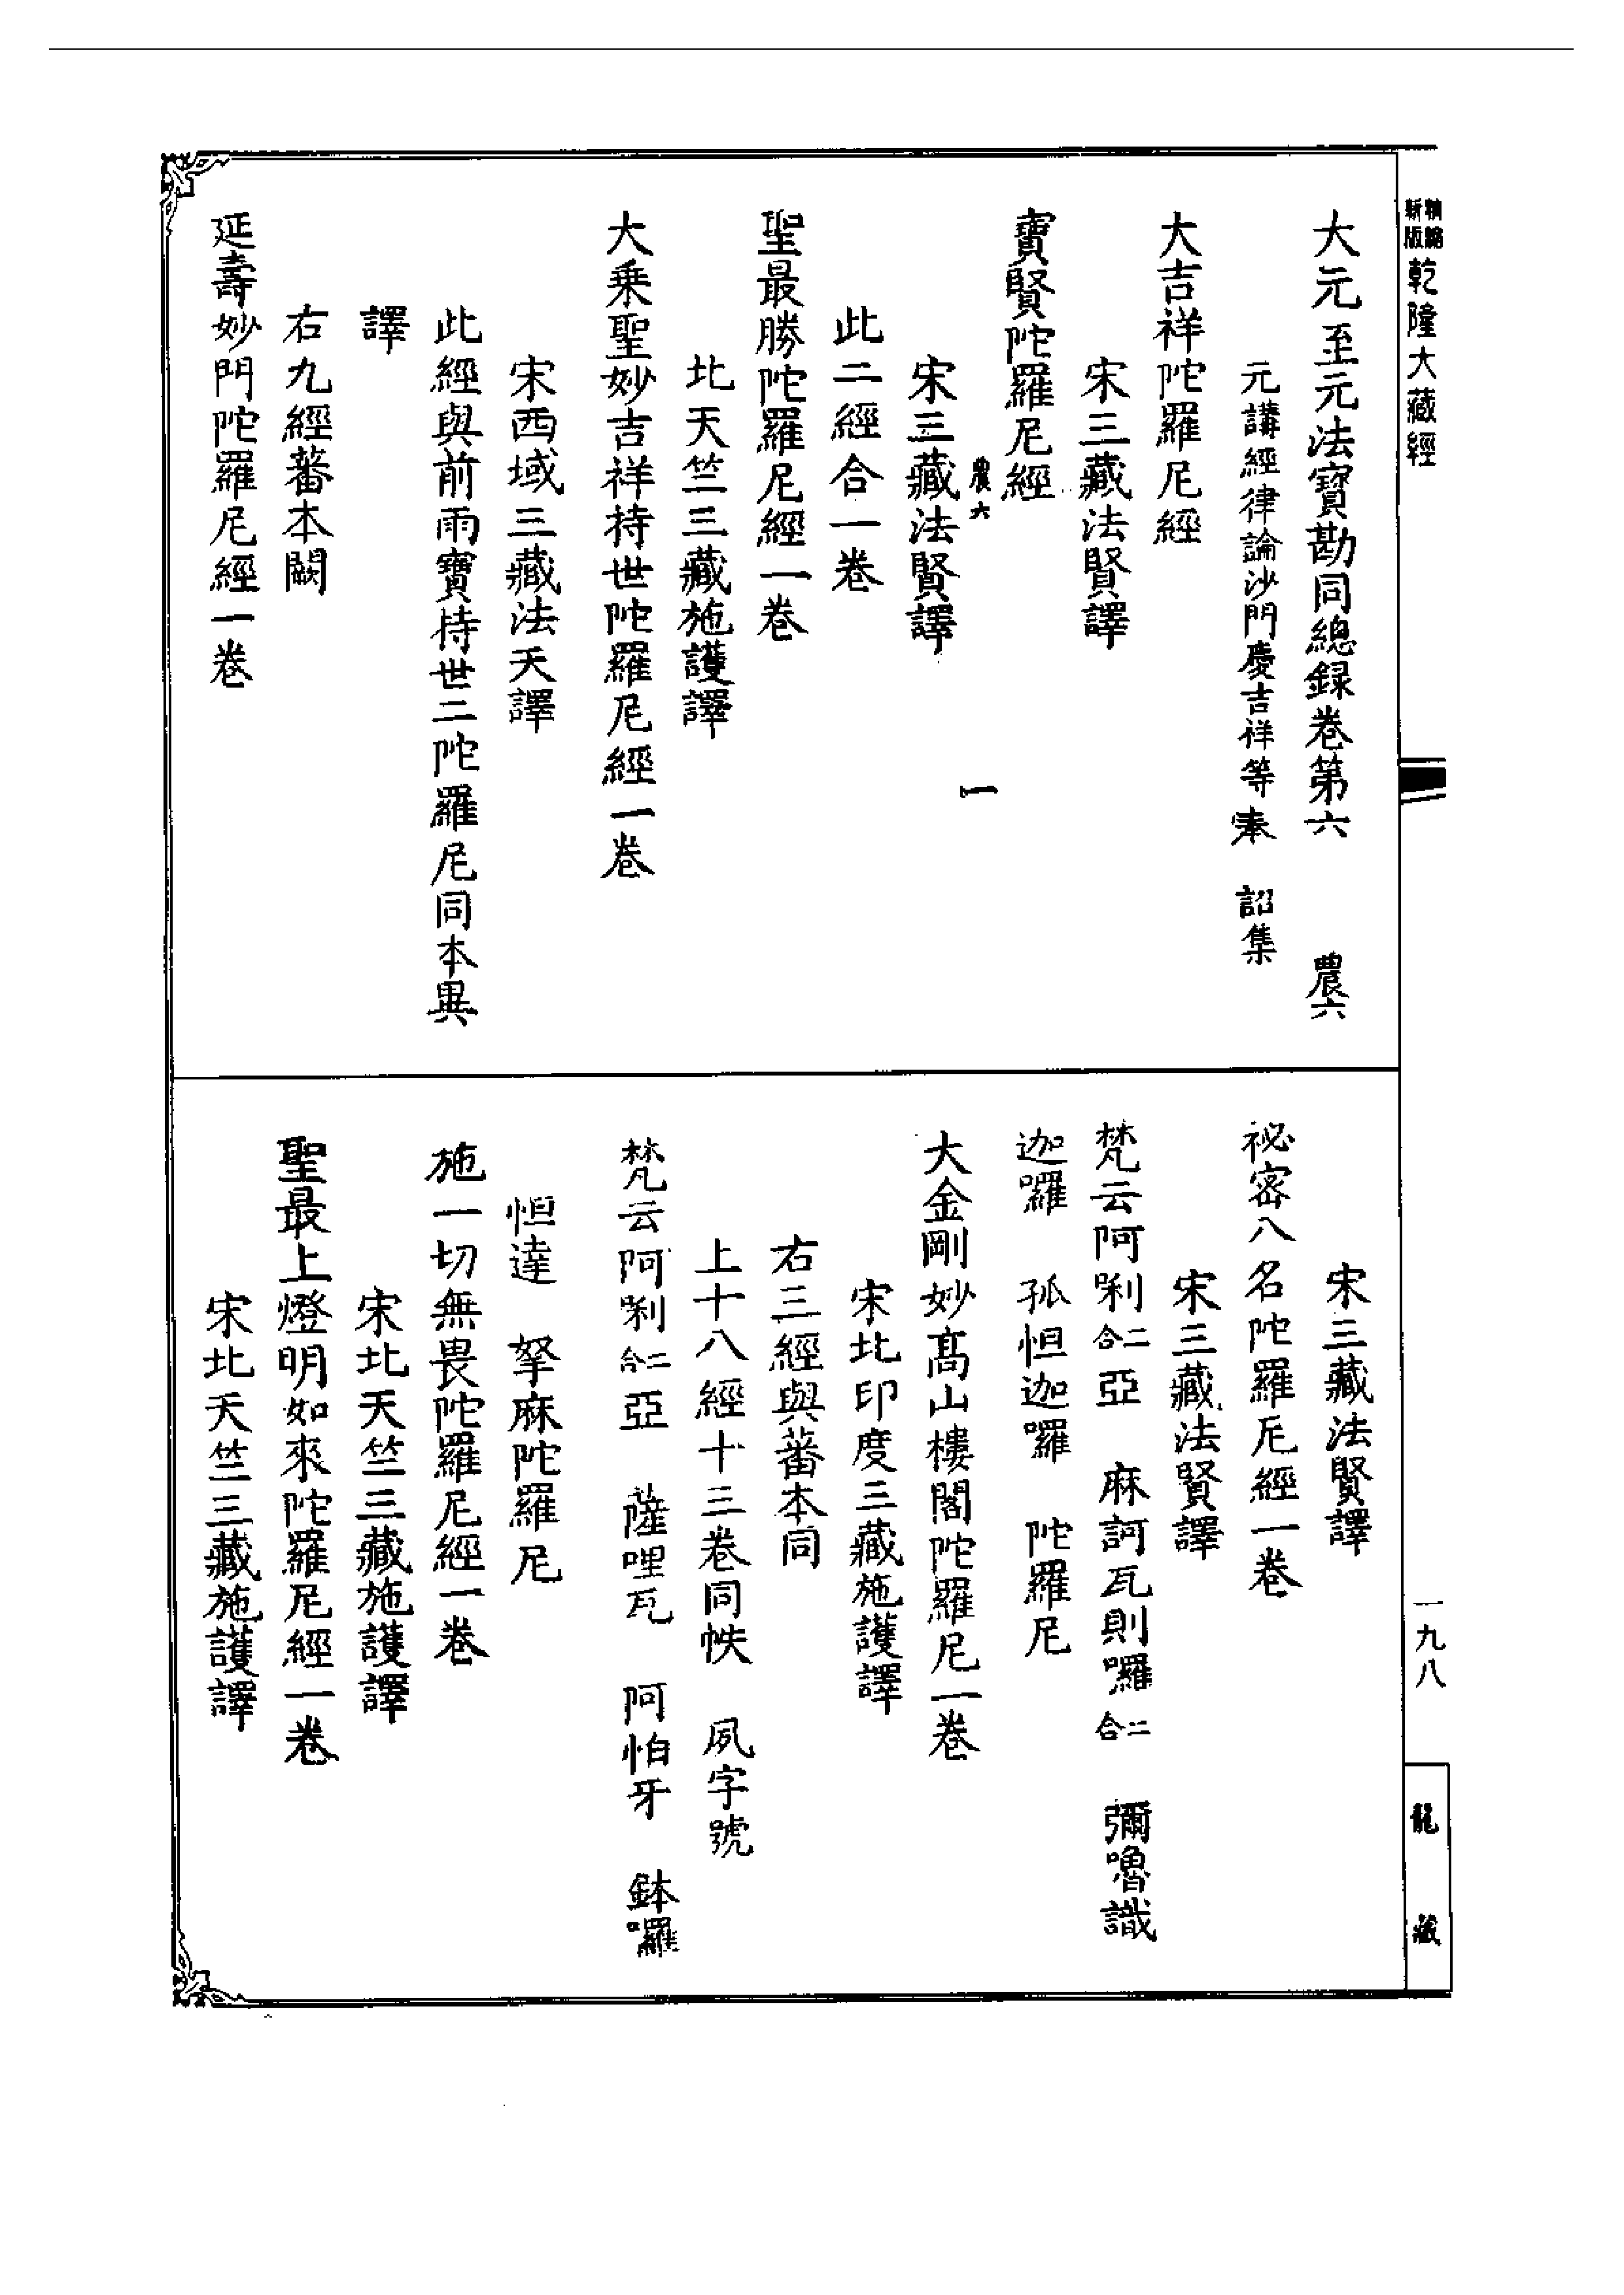 精縮
新版
乾隆大藏經
一九八
龍藏
大元至元法寶勘同總録卷第六 農六
元講經律論沙門慶吉祥等奉 詔集
大吉祥陀羅尼經
宋三藏法賢譯
寶賢陀羅尼經
農六 一
宋三藏法賢譯
此二經合一卷
聖最勝陀羅尼經一卷
北天竺三藏施護譯
大乗聖妙吉祥持世陀羅尼經一卷
宋西域三藏法天譯
此經與前雨寶持世二陀羅尼同本異
譯
右九經蕃本闕
延壽妙門陀羅尼經一卷
宋三藏法賢譯
祕密八名陀羅尼經一卷
宋三藏法賢譯
梵云阿唎二合亞 麻訶瓦則囉二合 彌嚕識
迦囉 孤怛迦囉 陀羅尼
大金剛妙髙山樓閣陀羅尼一卷
宋北印度三藏施護譯
右三經與蕃本同
上十八經十三卷同帙 夙字號
梵云阿唎二合亞 薩哩瓦 阿怕牙 鉢囉
怛達 拏麻陀羅尼
施一切無畏陀羅尼經一卷
宋北天竺三藏施護譯
聖最上燈明如來陀羅尼經一卷
宋北天竺三藏施護譯